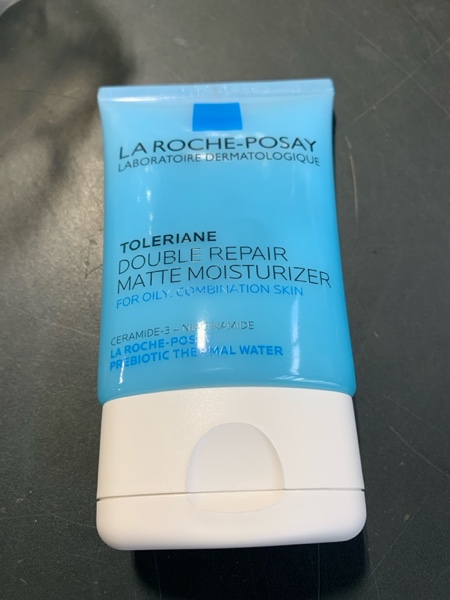 LA ROCHE-POSAY
LABORATOIRE DERMATOLOGIQUE
TOLERIANE
DOUBLE REPAIR
MATTE MOISTURIZER
FOR OILY, COMBINATION SKIN
CERAMIDE-3 – NIACINAMIDE
LA ROCHE-POSAY
PREBIOTIC THERMAL WATER